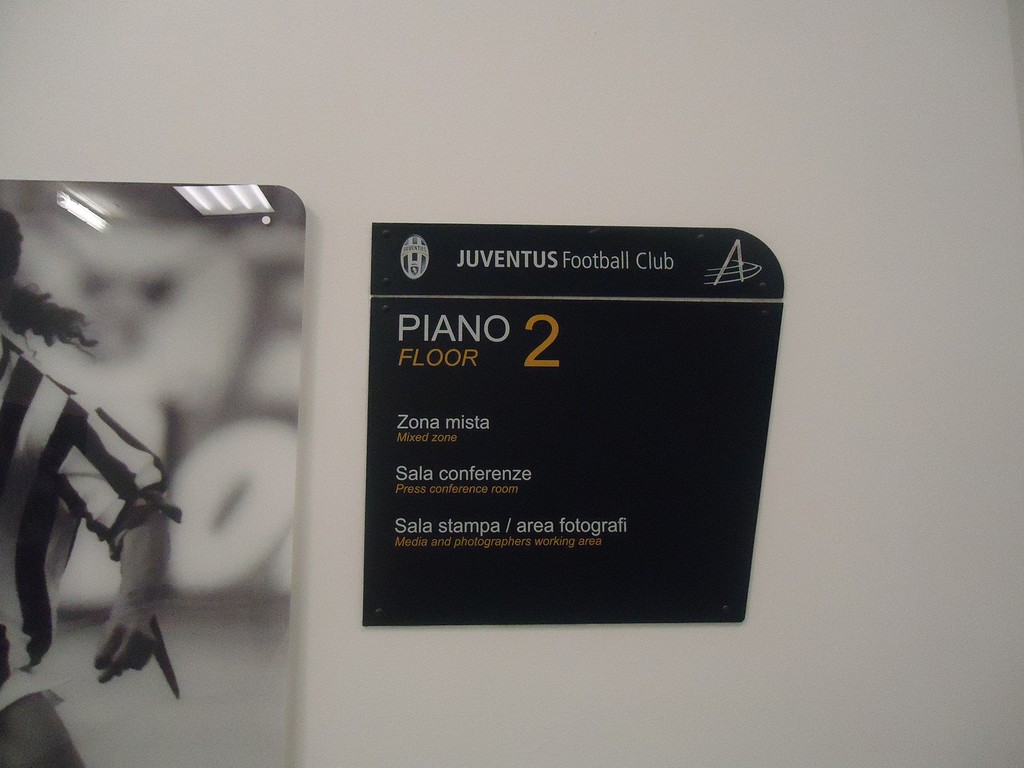 JUVENTUS
JUVENTUS Football Club
PIANO 2
FLOOR
Zona mista
Mixed zone
Sala conferenze
Press conference room
Sala stampa / area fotografi
Media and photographers working area